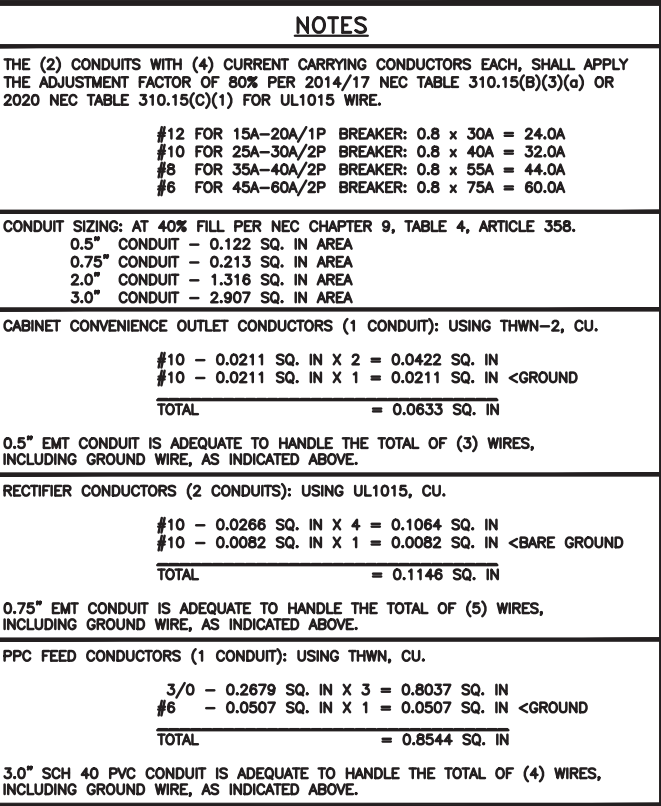 NOTES
THE (2) CONDUITS WITH (4) CURRENT CARRYING CONDUCTORS EACH, SHALL APPLY
THE ADJUSTMENT FACTOR OF 80% PER 2014/17 NEC TABLE 310.15(B)(3)(a) OR
2020 NEC TABLE 310.15(C)(1) FOR UL1015 WIRE.
#12 FOR 15A-20A/1P BREAKER: 0.8 x 30A = 24.0A
#10 FOR 25A-30A/2P BREAKER: 0.8 x 40A = 32.0A
#8 FOR 35A-40A/2P BREAKER: 0.8 x 55A = 44.0A
#6 FOR 45A-60A/2P BREAKER: 0.8 x 75A = 60.0A
CONDUIT SIZING: AT 40% FILL PER NEC CHAPTER 9, TABLE 4, ARTICLE 358.
0.5" CONDUIT - 0.122 SQ. IN AREA
0.75" CONDUIT - 0.213 SQ. IN AREA
2.0" CONDUIT - 1.316 SQ. IN AREA
3.0" CONDUIT - 2.907 SQ. IN AREA
CABINET CONVENIENCE OUTLET CONDUCTORS (1 CONDUIT): USING THWN-2, CU.
#10 - 0.0211 SQ. IN X 2 = 0.0422 SQ. IN
#10 - 0.0211 SQ. IN X 1 = 0.0211 SQ. IN <GROUND
TOTAL = 0.0633 SQ. IN
0.5" EMT CONDUIT IS ADEQUATE TO HANDLE THE TOTAL OF (3) WIRES,
INCLUDING GROUND WIRE, AS INDICATED ABOVE.
RECTIFIER CONDUCTORS (2 CONDUITS): USING UL1015, CU.
#10 - 0.0266 SQ. IN X 4 = 0.1064 SQ. IN
#10 - 0.0082 SQ. IN X 1 = 0.0082 SQ. IN <BARE GROUND
TOTAL = 0.1146 SQ. IN
0.75" EMT CONDUIT IS ADEQUATE TO HANDLE THE TOTAL OF (5) WIRES,
INCLUDING GROUND WIRE, AS INDICATED ABOVE.
PPC FEED CONDUCTORS (1 CONDUIT): USING THWN, CU.
3/0 - 0.2679 SQ. IN X 3 = 0.8037 SQ. IN
#6 - 0.0507 SQ. IN X 1 = 0.0507 SQ. IN <GROUND
TOTAL = 0.8544 SQ. IN
3.0" SCH 40 PVC CONDUIT IS ADEQUATE TO HANDLE THE TOTAL OF (4) WIRES,
INCLUDING GROUND WIRE, AS INDICATED ABOVE.